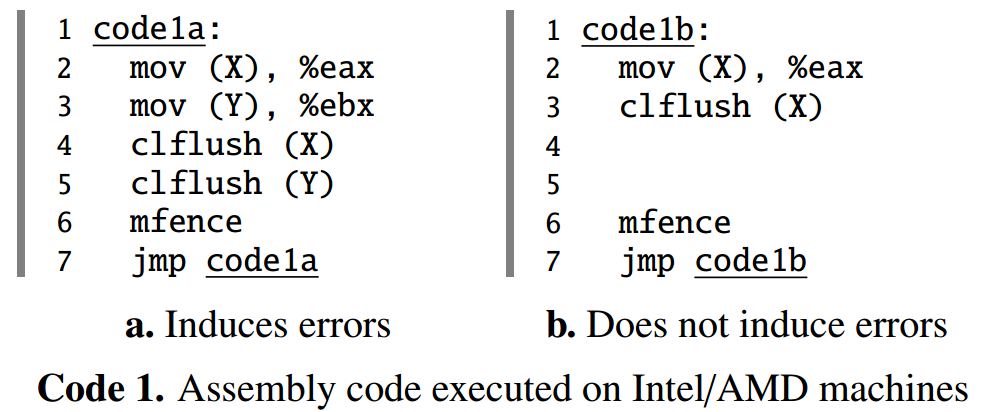 1 code1a:
2 mov (X), %eax
3 mov (Y), %ebx
4 clflush (X)
5 clflush (Y)
6 mfence
7 jmp code1a
a. Induces errors
1 code1b:
2 mov (X), %eax
3 clflush (X)
4
5
6 mfence
7 jmp code1b
b. Does not induce errors
Code 1. Assembly code executed on Intel/AMD machines